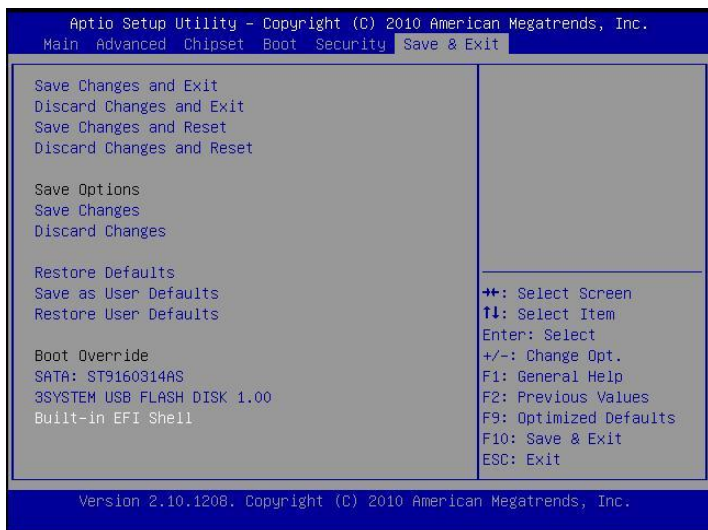 Aptio Setup Utility - Copyright (C) 2010 American Megatrends, Inc.
Main Advanced Chipset Boot Security Save & Exit
Save Changes and Exit
Discard Changes and Exit
Save Changes and Reset
Discard Changes and Reset
Save Options
Save Changes
Discard Changes
Restore Defaults
Save as User Defaults
Restore User Defaults
Boot Override
SATA: ST9160314AS
3SYSTEM USB FLASH DISK 1.00
Built-in EFI Shell
→←: Select Screen
↑↓: Select Item
Enter: Select
+/-: Change Opt.
F1: General Help
F2: Previous Values
F9: Optimized Defaults
F10: Save & Exit
ESC: Exit
Version 2.10.1208. Copyright (C) 2010 American Megatrends, Inc.